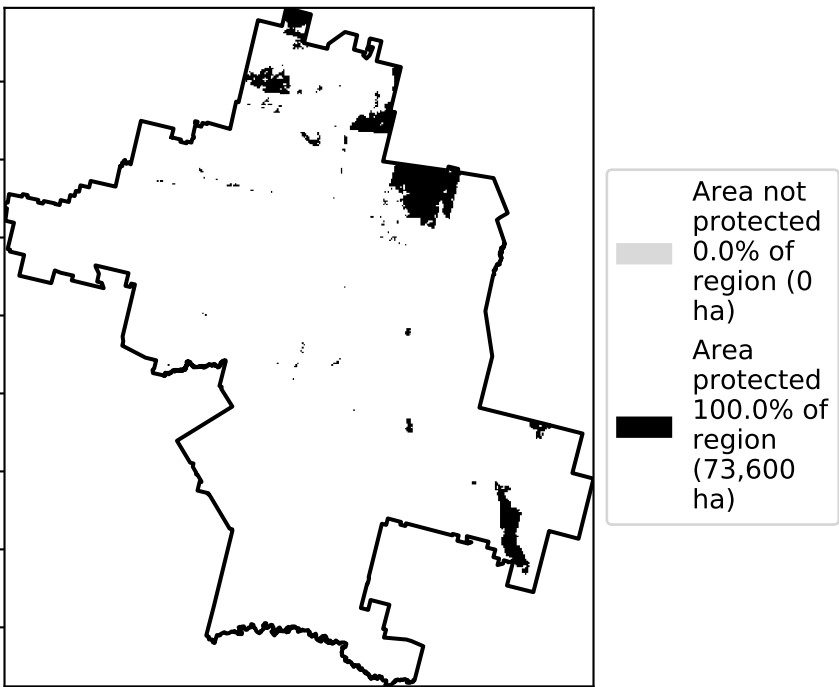 Area not
protected
0.0% of
region (0
ha)
Area
protected
100.0% of
region
(73,600
ha)